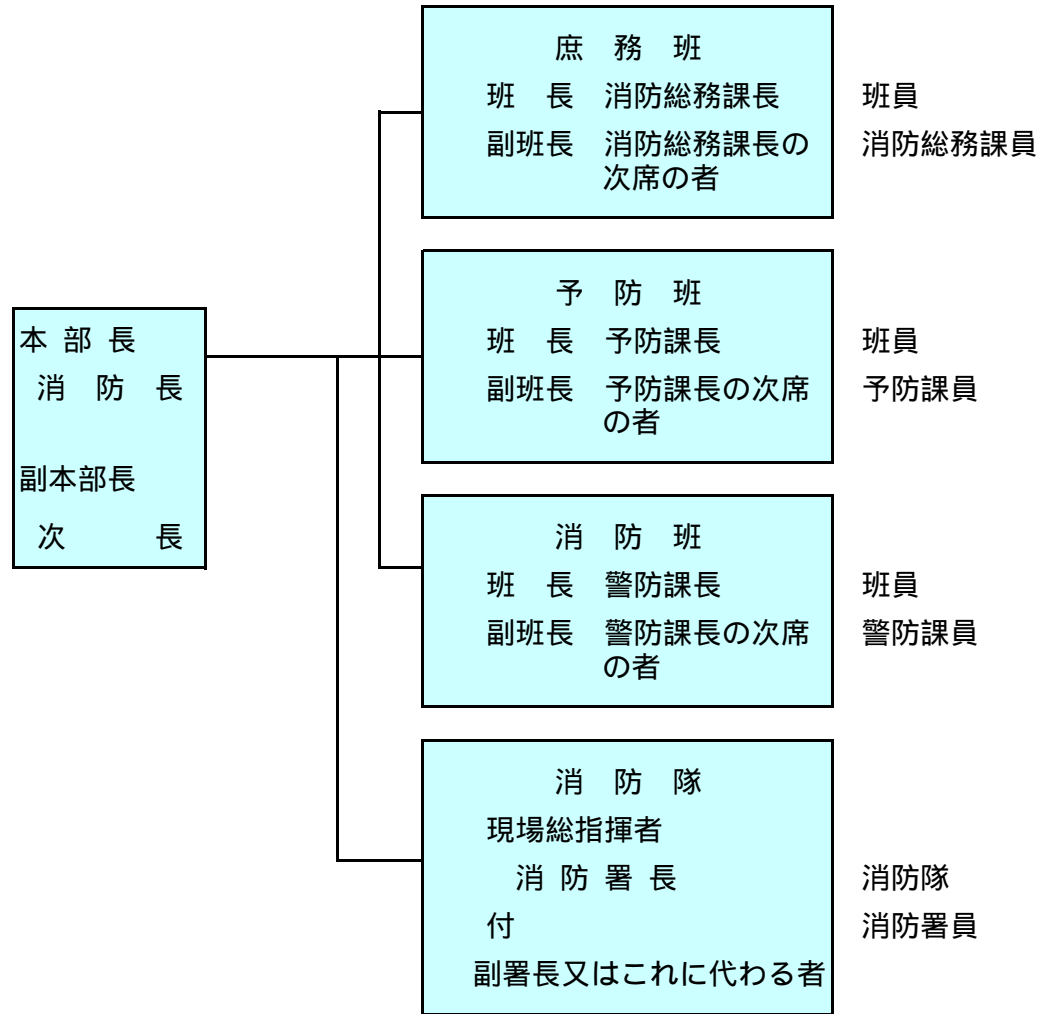 本部長
消防長
副本部長
次長
庶務班
班長 消防総務課長
副班長 消防総務課長の
次席の者
班員
消防総務課員
予防班
班長 予防課長
副班長 予防課長の次席
の者
班員
予防課員
消防班
班長 警防課長
副班長 警防課長の次席
の者
班員
警防課員
消防隊
現場総指揮者
消防署長
付
副署長又はこれに代わる者
消防隊
消防署員